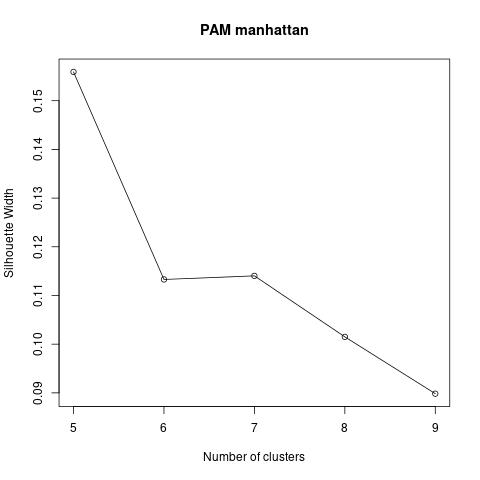 PAM manhattan
Silhouette Width
0.15
0.14
0.13
0.12
0.11
0.10
0.09
5 6 7 8 9
Number of clusters